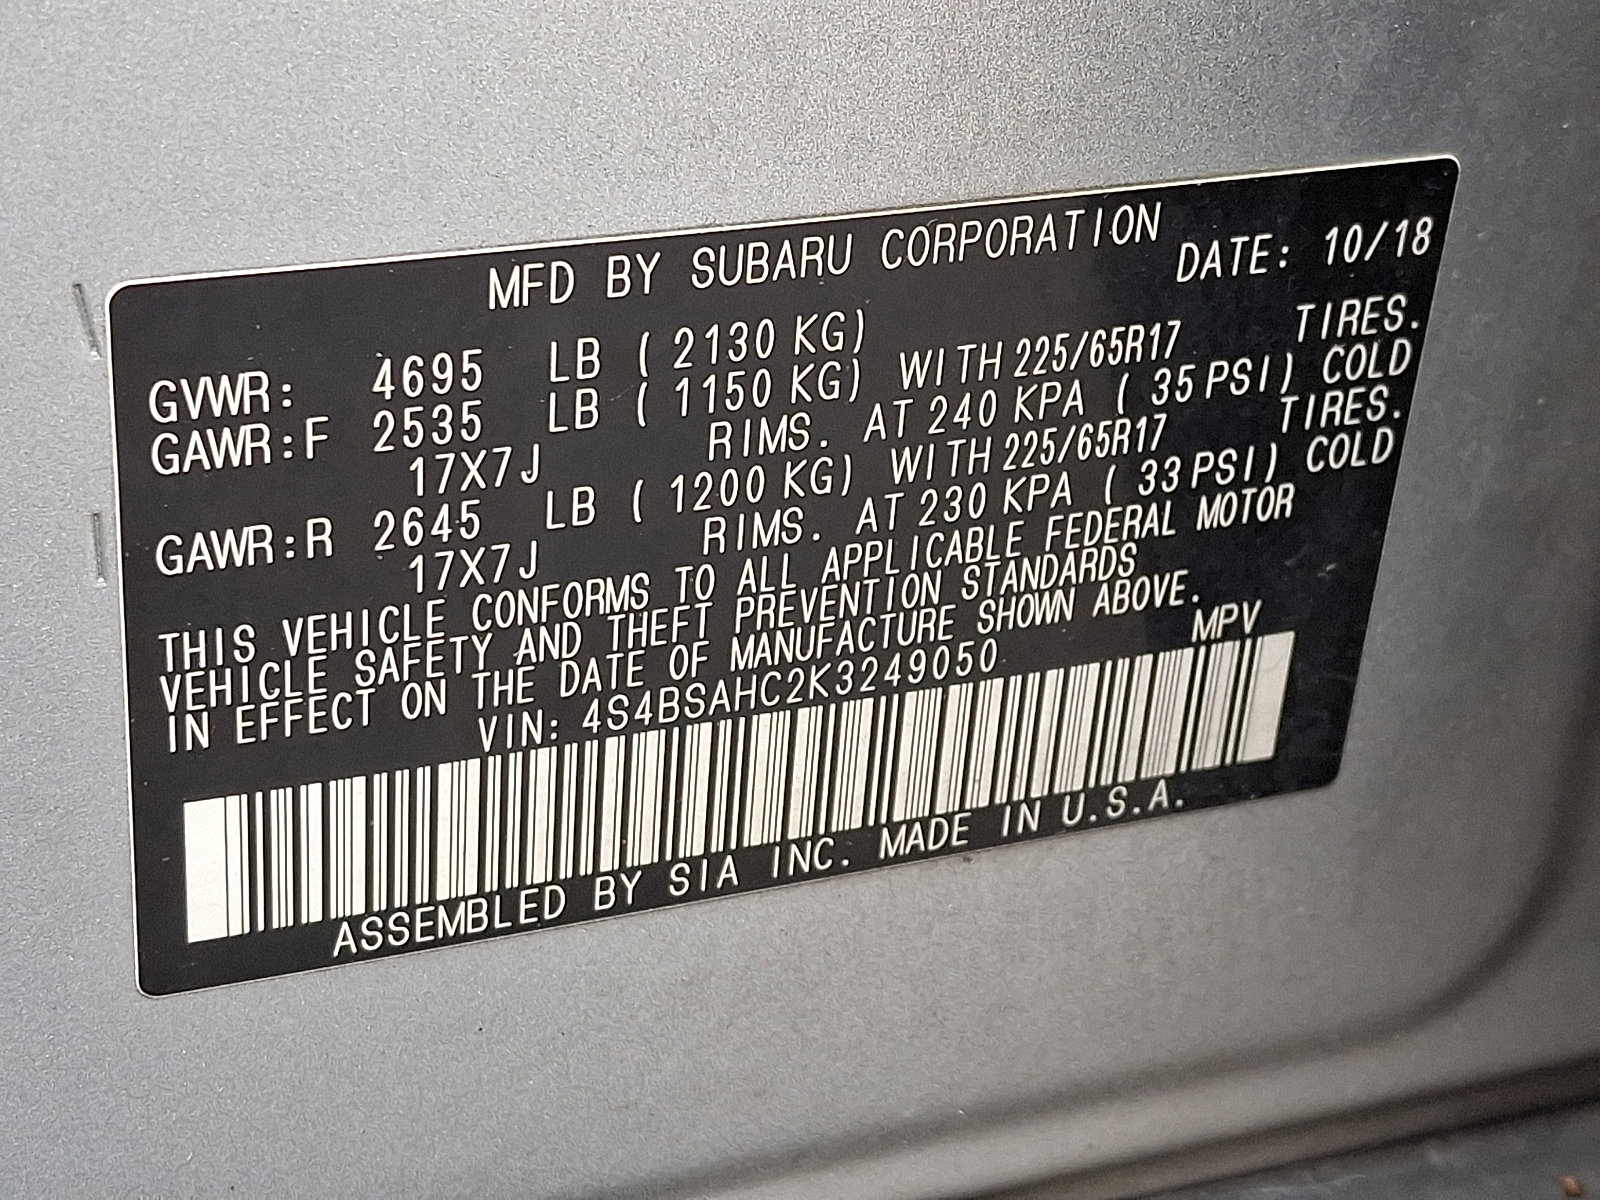 MFD BY SUBARU CORPORATION
DATE: 10/18
GVWR: 4695 LB ( 2130 KG)
GAWR:F 2535 LB ( 1150 KG) WITH 225/65R17 TIRES.
17X7J RIMS. AT 240 KPA ( 35 PSI) COLD
GAWR:R 2645 LB ( 1200 KG) WITH 225/65R17 TIRES.
17X7J RIMS. AT 230 KPA ( 33 PSI) COLD
THIS VEHICLE CONFORMS TO ALL APPLICABLE FEDERAL MOTOR
VEHICLE SAFETY AND THEFT PREVENTION STANDARDS
IN EFFECT ON THE DATE OF MANUFACTURE SHOWN ABOVE.
VIN: 4S4BSAHC2K3249050 MPV
ASSEMBLED BY SIA INC. MADE IN U.S.A.